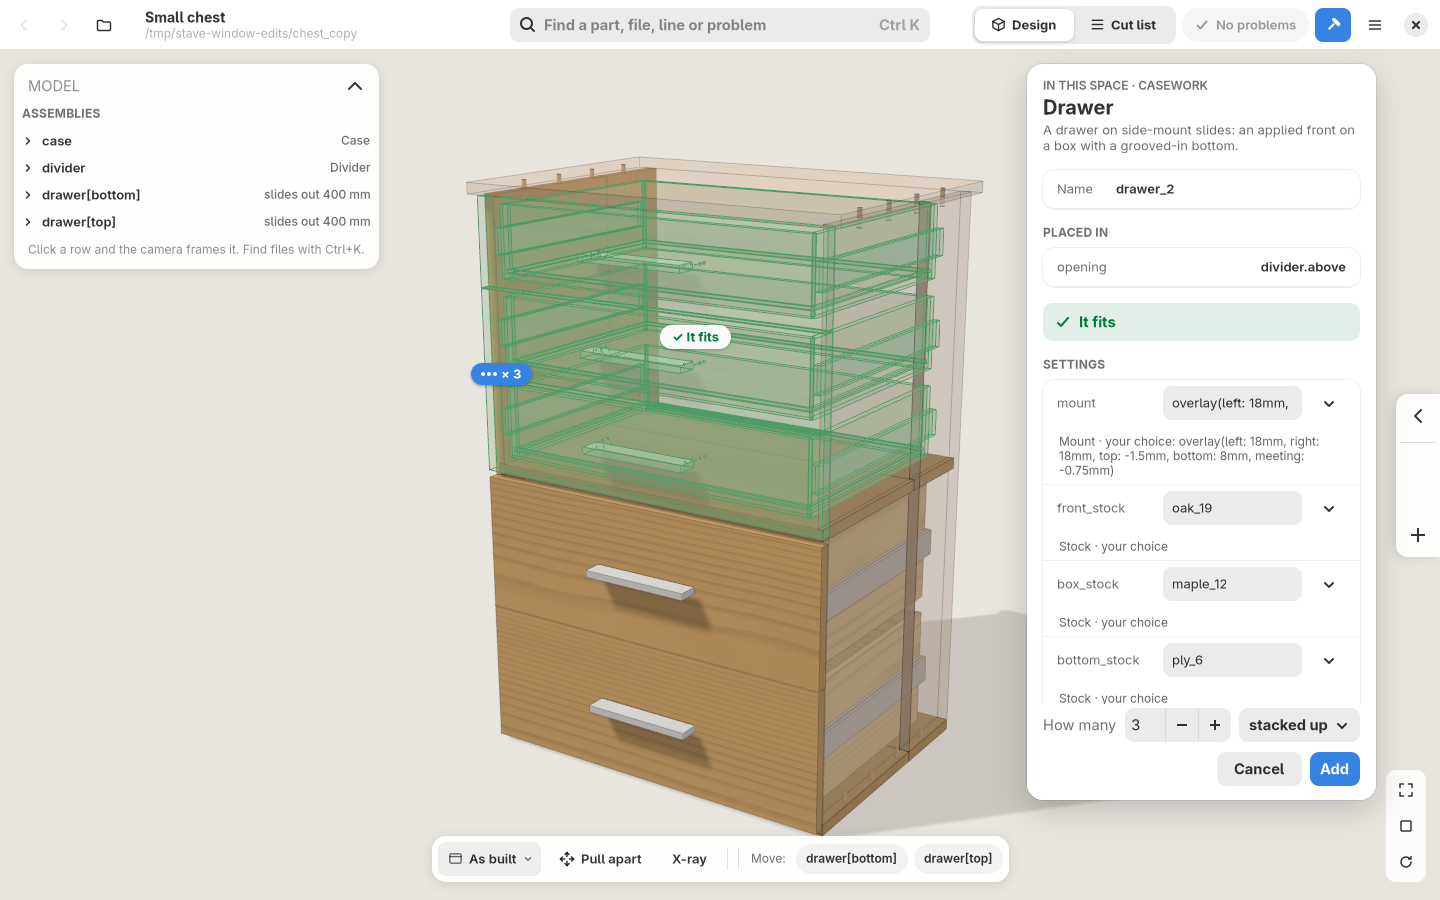 Small chest
/tmp/stave-window-edits/chest_copy
Find a part, file, line or problem
Ctrl K
Design
Cut list
No problems
MODEL
ASSEMBLIES
case
Case
divider
Divider
drawer[bottom]
slides out 400 mm
drawer[top]
slides out 400 mm
Click a row and the camera frames it. Find files with Ctrl+K.
It fits
××× × 3
IN THIS SPACE · CASEWORK
Drawer
A drawer on side-mount slides: an applied front on
a box with a grooved-in bottom.
Name
drawer_2
PLACED IN
opening
divider.above
It fits
SETTINGS
mount
overlay(left: 18mm,
Mount · your choice: overlay(left: 18mm, right:
18mm, top: -1.5mm, bottom: 8mm, meeting:
-0.75mm)
front_stock
oak_19
Stock · your choice
box_stock
maple_12
Stock · your choice
bottom_stock
ply_6
Stock · your choice
How many
3
stacked up
Cancel
Add
As built
Pull apart
X-ray
Move:
drawer[bottom]
drawer[top]